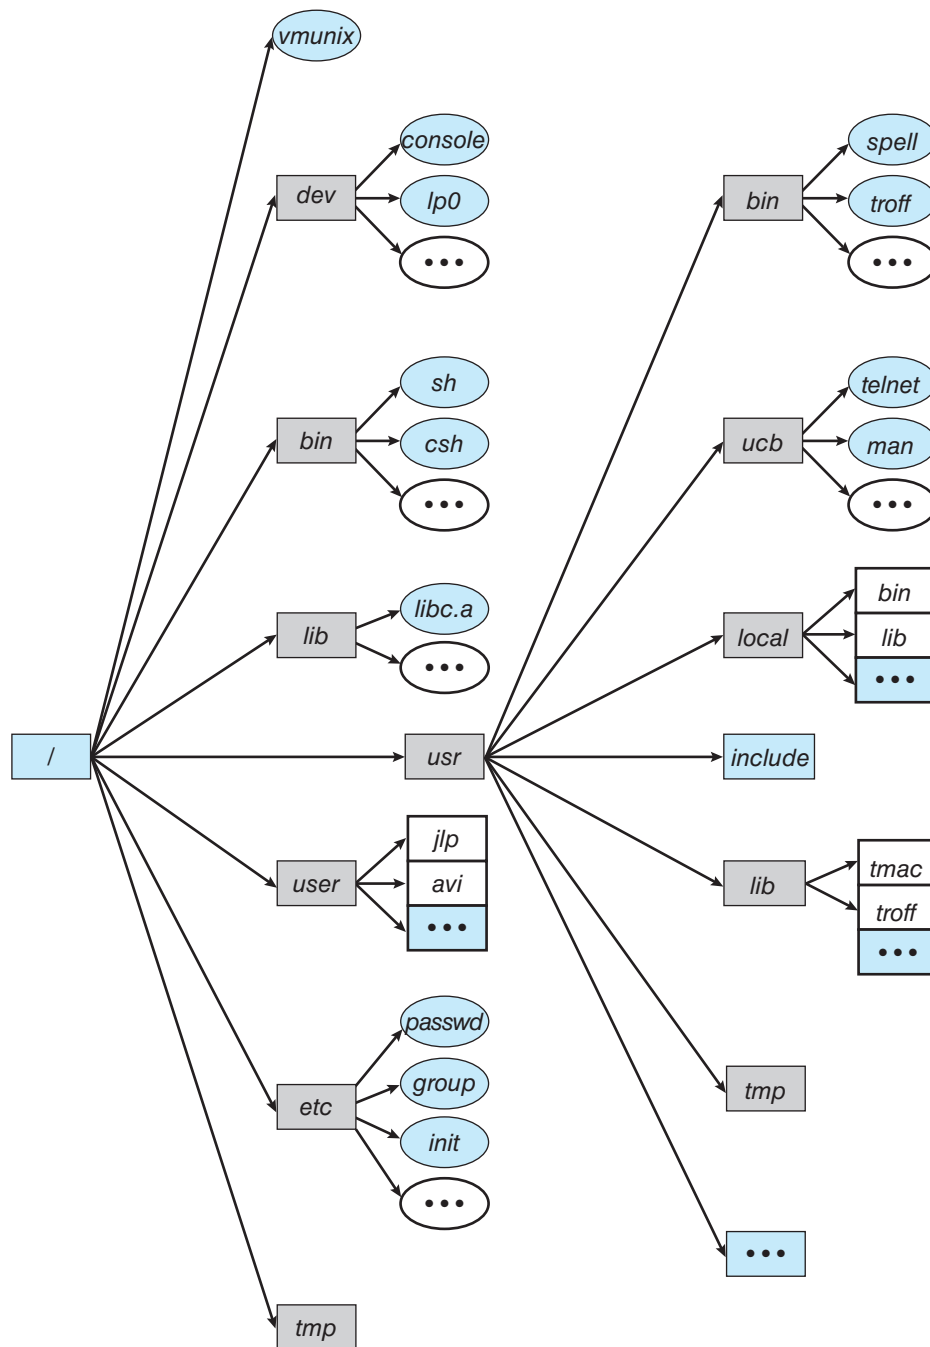 vmunix
console
dev
lp0
•••
spell
bin
troff
•••
sh
bin
csh
•••
telnet
ucb
man
•••
libc.a
lib
•••
bin
local
lib
•••
/
usr
include
jlp
user
avi
•••
tmac
lib
troff
•••
passwd
group
etc
init
•••
tmp
•••
tmp